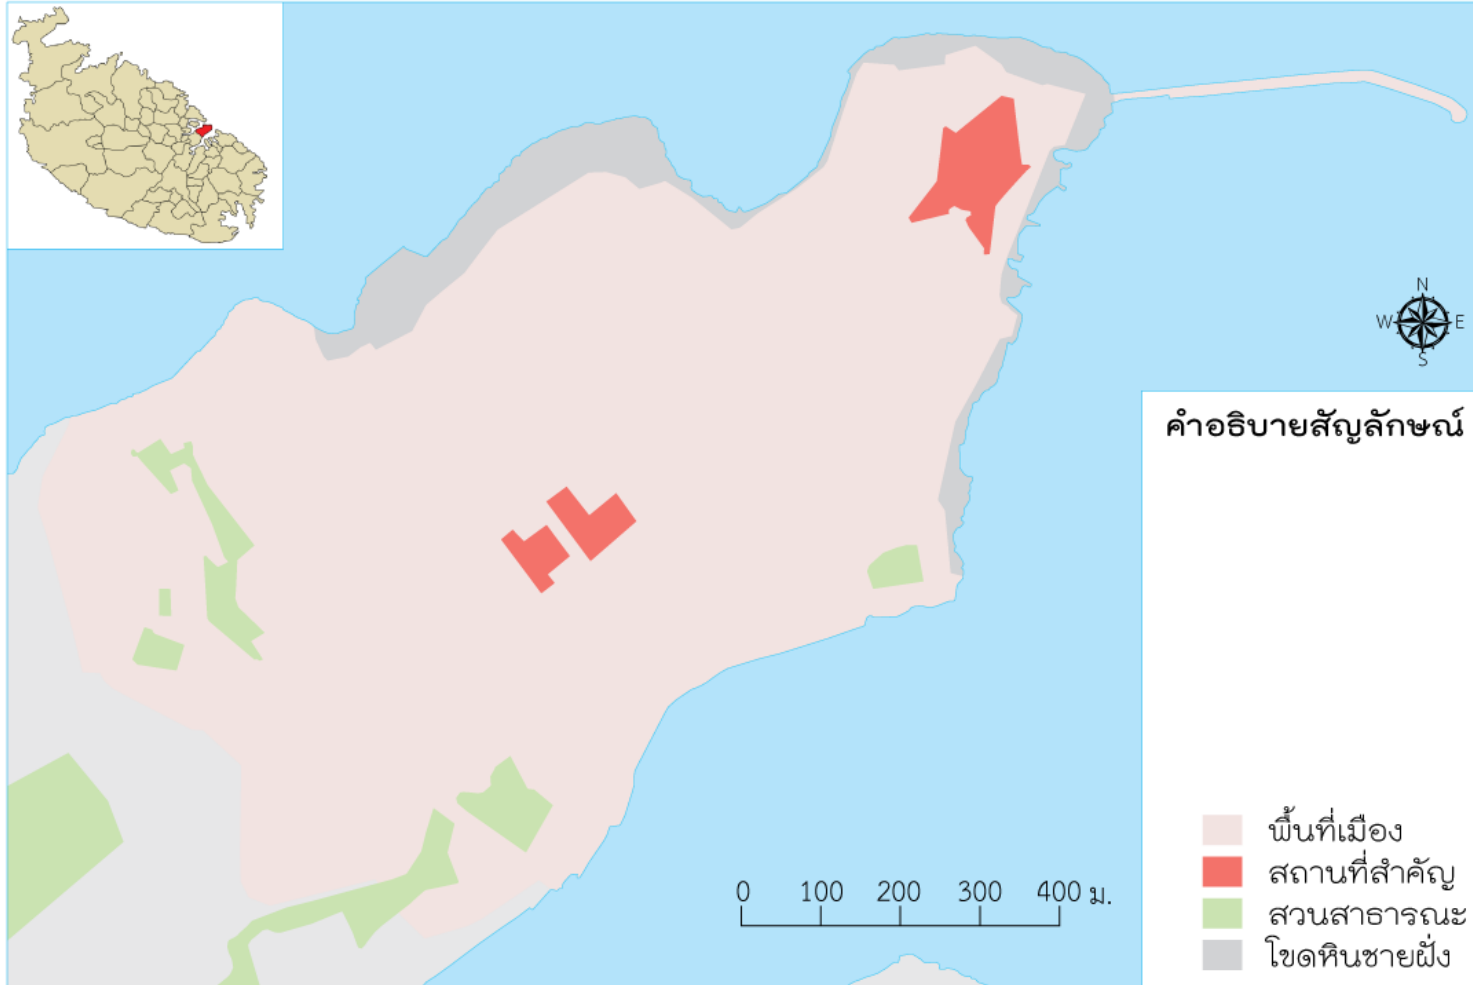 N
W E
S
คำอธิบายสัญลักษณ์
พื้นที่เมือง
สถานที่สำคัญ
สวนสาธารณะ
โขดหินชายฝั่ง
0 100 200 300 400 ม.